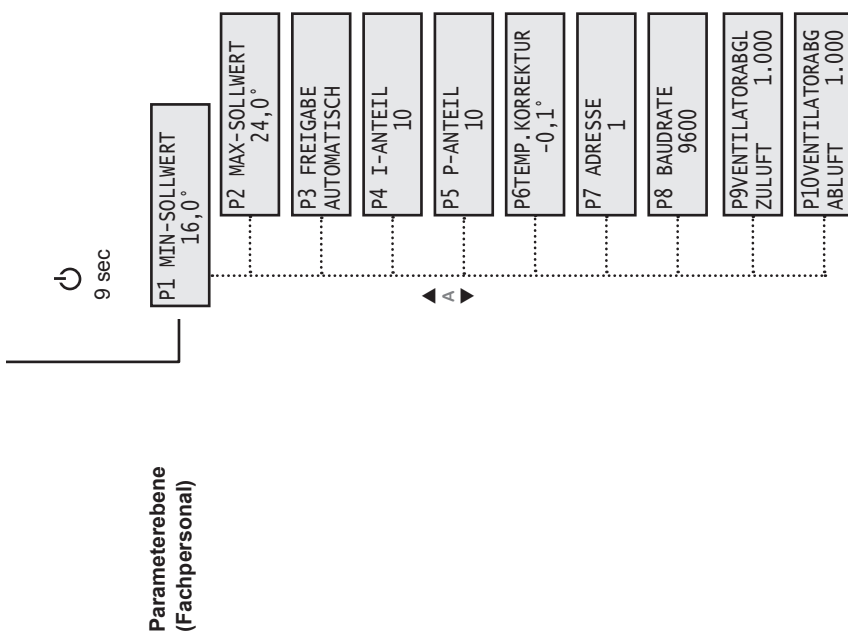 Parameterebene
(Fachpersonal)
9 sec
P1 MIN-SOLLWERT
16,0°
A
P2 MAX-SOLLWERT
24,0°
P3 FREIGABE
AUTOMATISCH
P4 I-ANTEIL
10
P5 P-ANTEIL
10
P6TEMP.KORREKTUR
-0,1°
P7 ADRESSE
1
P8 BAUDRATE
9600
P9VENTILATORABGL
ZULUFT 1.000
P10VENTILATORABG
ABLUFT 1.000